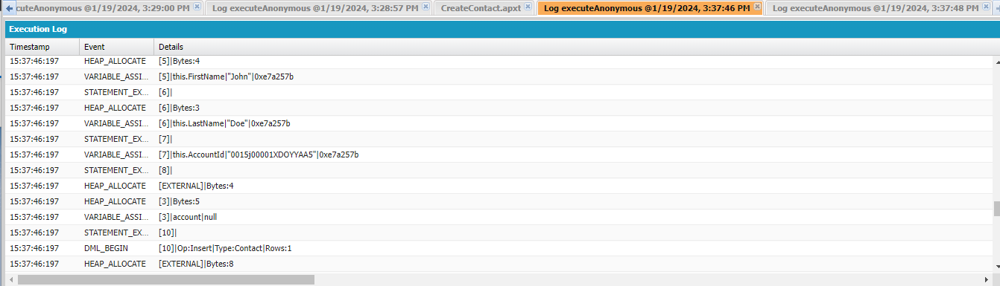 cuteAnonymous @1/19/2024, 3:29:00 PM Log executeAnonymous @1/19/2024, 3:28:57 PM CreateContact.apxt Log executeAnonymous @1/19/2024, 3:37:46 PM Log executeAnonymous @1/19/2024, 3:37:48 PM
Execution Log
Timestamp Event Details
15:37:46:197 HEAP_ALLOCATE [5]|Bytes:4
15:37:46:197 VARIABLE_ASSI... [5]|this.FirstName|"John"|0xe7a257b
15:37:46:197 STATEMENT_EX... [6]|
15:37:46:197 HEAP_ALLOCATE [6]|Bytes:3
15:37:46:197 VARIABLE_ASSI... [6]|this.LastName|"Doe"|0xe7a257b
15:37:46:197 STATEMENT_EX... [7]|
15:37:46:197 VARIABLE_ASSI... [7]|this.AccountId|"0015j00001XDOYYAA5"|0xe7a257b
15:37:46:197 STATEMENT_EX... [8]|
15:37:46:197 HEAP_ALLOCATE [EXTERNAL]|Bytes:4
15:37:46:197 HEAP_ALLOCATE [3]|Bytes:5
15:37:46:197 VARIABLE_ASSI... [3]|account|null
15:37:46:197 STATEMENT_EX... [10]|
15:37:46:197 DML_BEGIN [10]|Op:Insert|Type:Contact|Rows:1
15:37:46:197 HEAP_ALLOCATE [EXTERNAL]|Bytes:8